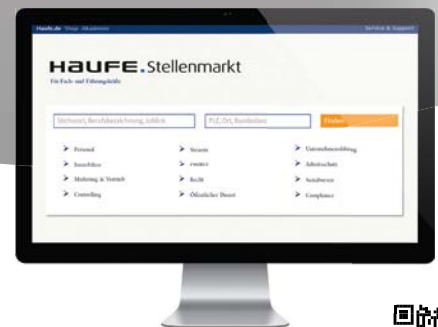 Haufe.de Shop Akademie
Service & Support
HAUFE.Stellenmarkt
Für Fach- und Führungskräfte
Stichwort, Berufsbezeichnung, Jobtitel
PLZ, Ort, Bundesland
Finden
Personal
Steuern
Unternehmensführung
Immobilien
Finance
Arbeitsschutz
Marketing & Vertrieb
Recht
Sozialwesen
Controlling
Öffentlicher Dienst
Compliance